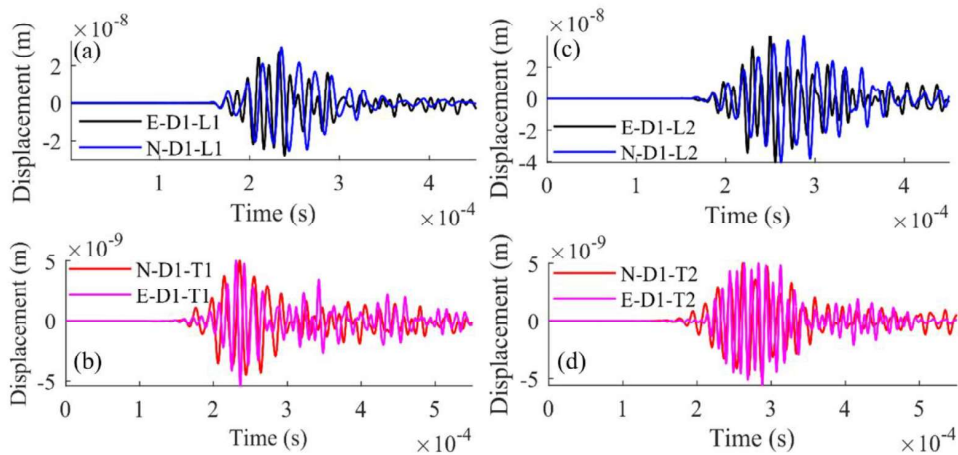 ×10⁻⁸
(a)
Displacement (m)
2
0
-2
E-D1-L1
N-D1-L1
1
2
3
4
Time (s)
×10⁻⁴
×10⁻⁸
(c)
Displacement (m)
4
2
0
-2
-4
E-D1-L2
N-D1-L2
0
1
2
3
4
Time (s)
×10⁻⁴
×10⁻⁹
Displacement (m)
5
0
-5
N-D1-T1
E-D1-T1
(b)
0
1
2
3
4
5
Time (s)
×10⁻⁴
×10⁻⁹
Displacement (m)
5
0
-5
N-D1-T2
E-D1-T2
(d)
0
1
2
3
4
5
Time (s)
×10⁻⁴